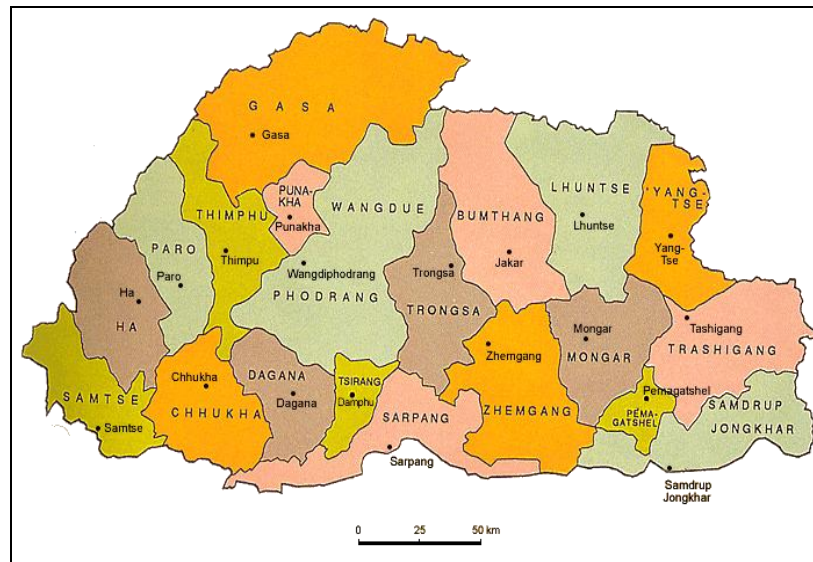 GASA
Gasa
PUNA-
KHA
Punakha
THIMPHU
Thimpu
WANGDUE
Wangdiphodrang
PHODRANG
BUMTHANG
Jakar
LHUNTSE
Lhuntse
YANG-
TSE
Yang-
Tse
PARO
Paro
Ha
HA
Trongsa
TRONGSA
Mongar
MONGAR
Tashigang
TRASHIGANG
SAMTSE
Samtse
Chhukha
CHHUKHA
DAGANA
Dagana
TSIRANG
Damphu
SARPANG
Sarpang
Zhemgang
ZHEMGANG
Pemagatshel
PEMA-
GATSHEL
SAMDRUP
JONGKHAR
Samdrup
Jongkhar
0 25 50 km